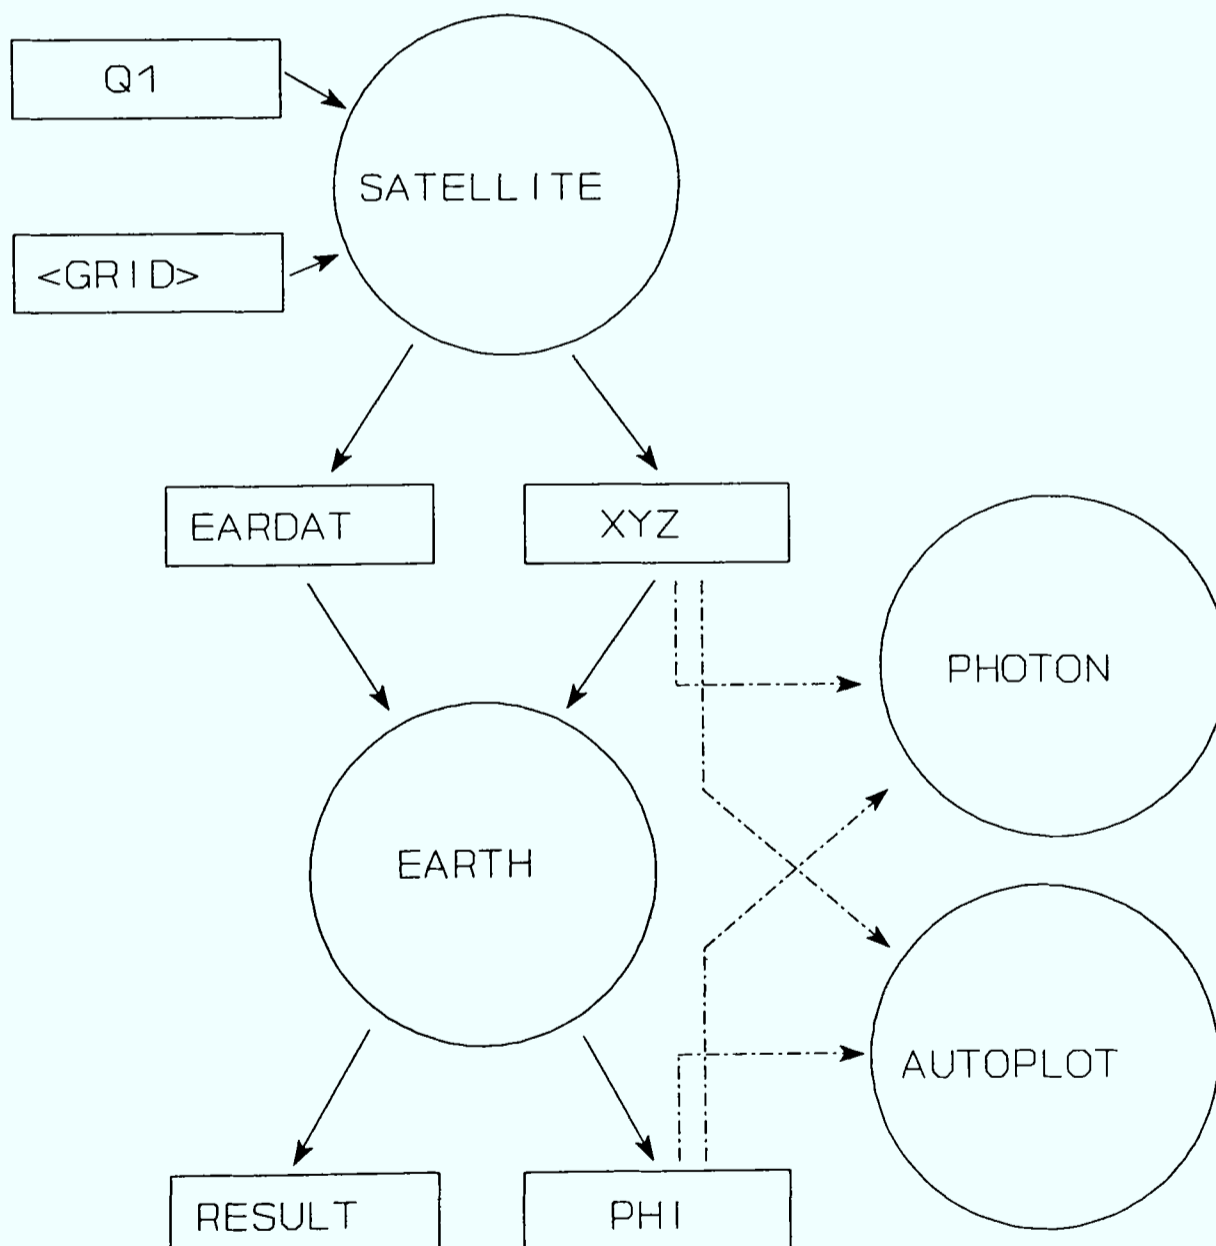 Q1
SATELLITE
<GRID>
EARDAT
XYZ
PHOTON
EARTH
AUTOPLOT
RESULT
PHI